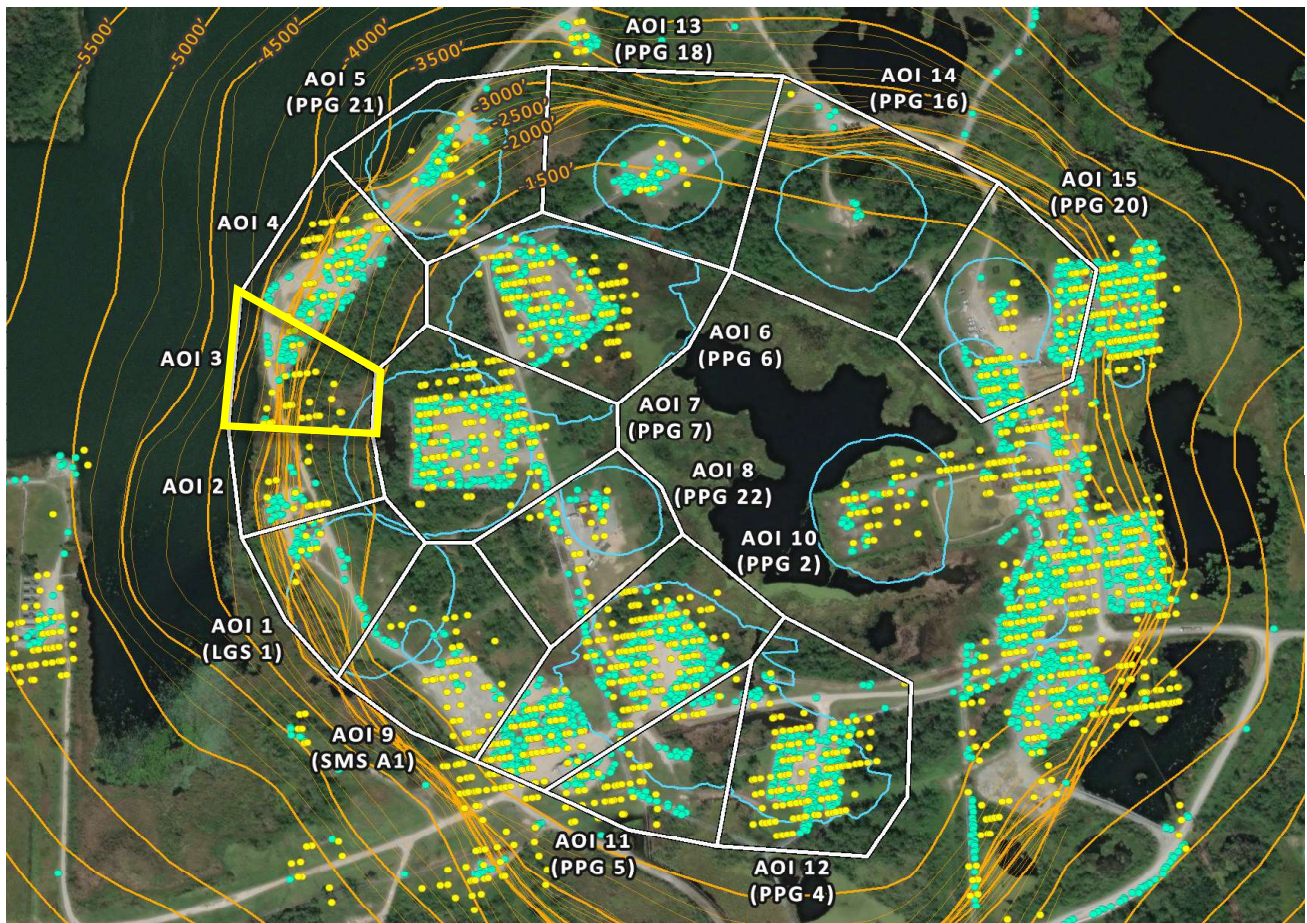 -5500'
-5000'
-4500'
-4000'
-3500'
-3000'
-2500'
-2000'
-1500'
AOI 5
(PPG 21)
AOI 13
(PPG 18)
AOI 14
(PPG 16)
AOI 15
(PPG 20)
AOI 4
AOI 3
AOI 6
(PPG 6)
AOI 7
(PPG 7)
AOI 8
(PPG 22)
AOI 2
AOI 10
(PPG 2)
AOI 1
(LGS 1)
AOI 9
(SMS A1)
AOI 11
(PPG 5)
AOI 12
(PPG 4)